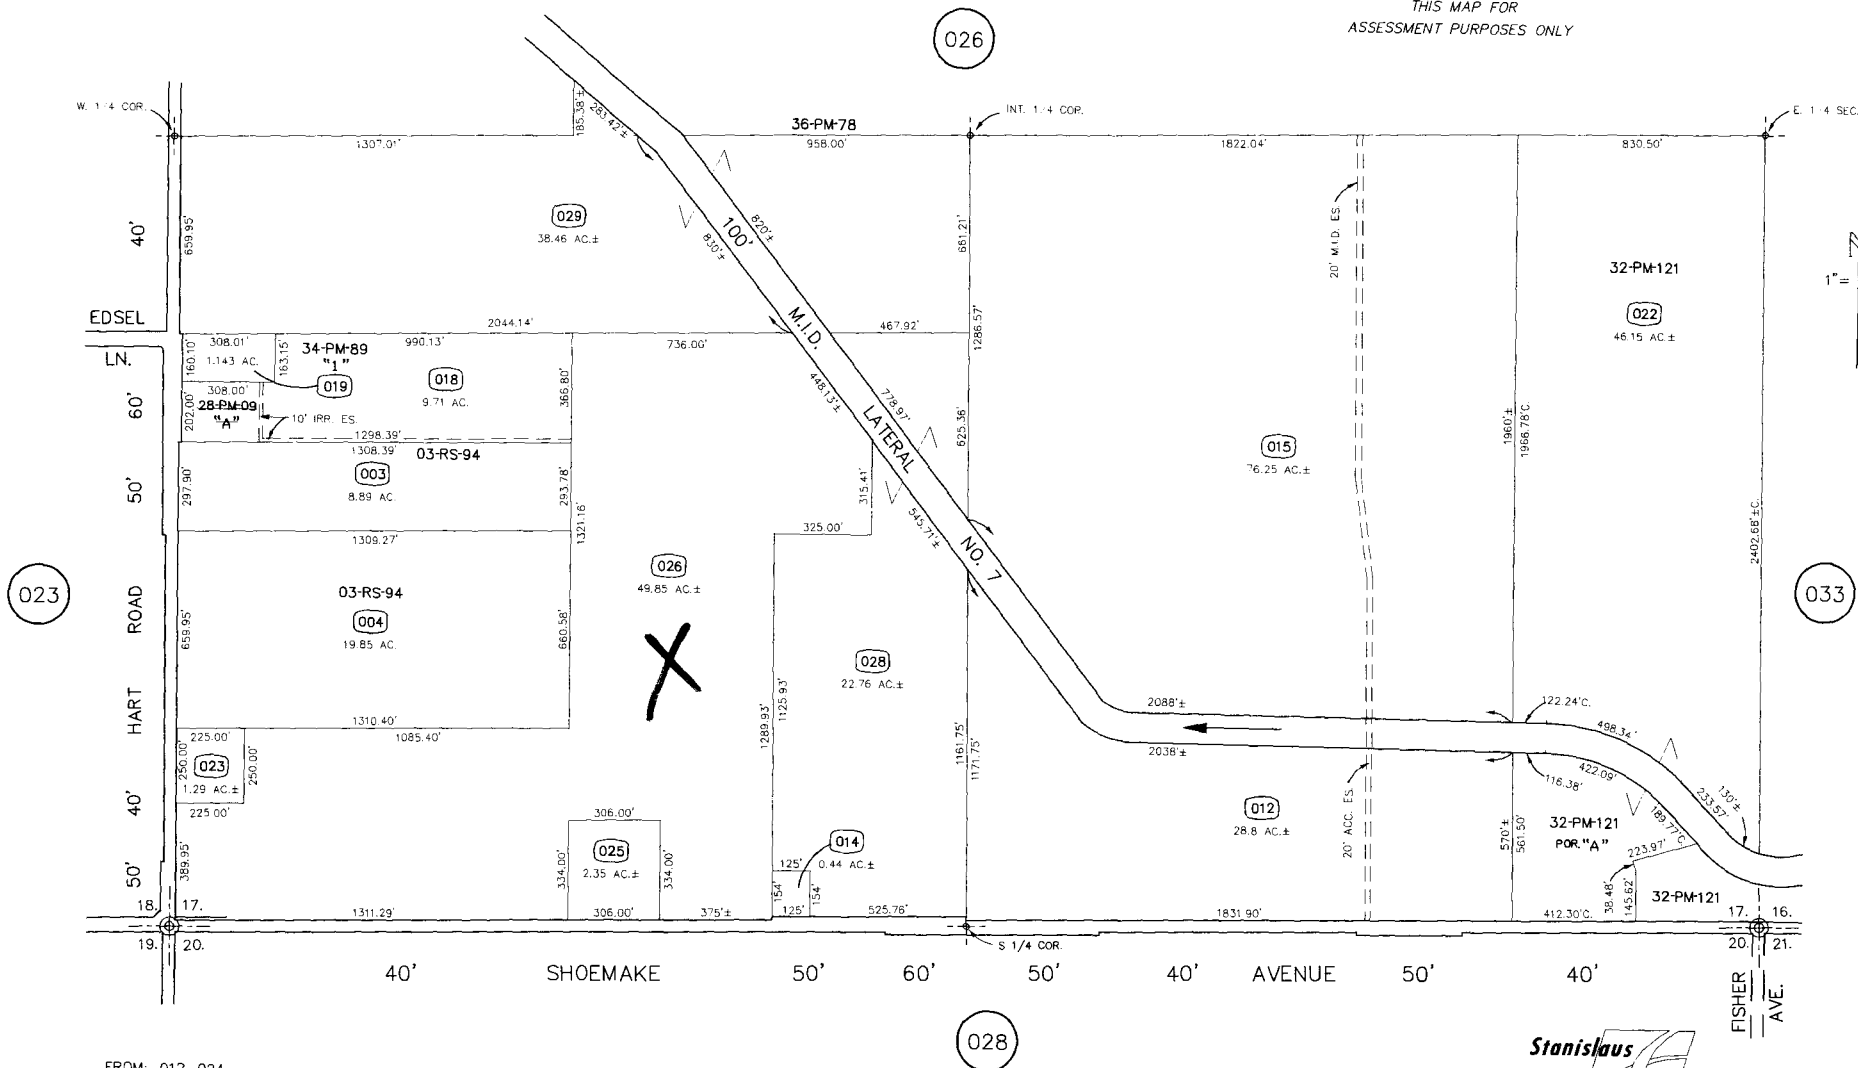 THIS MAP FOR
ASSESSMENT PURPOSES ONLY
026
W. 1/4 COR.
INT. 1/4 COR.
E. 1/4 SEC.
36-PM-78
1307.01'
185.38'±
283.42'±
958.00'
1822.04'
830.50'
40'
659.95'
029
38.46 AC.±
100'
820'±
830'±
661.21'
20' M.I.D. ES.
32-PM-121
022
46.15 AC.±
1"=
EDSEL
LN.
2044.14'
M.I.D.
467.92'
1286.57'
308.01'
34-PM-89
"1"
990.13'
736.00'
160.10'
1.143 AC.
163.15'
019
018
9.71 AC.
366.80'
448.13'±
778.97'
60'
202.00'
308.00'
28-PM-09
"A"
10' IRR. ES.
1298.39'
LATERAL
625.36'
015
76.25 AC.±
1960'±
1966.78'C.
1308.39'
03-RS-94
003
8.89 AC.
50'
297.90'
293.78'
1321.16'
315.41'
325.00'
545.71'±
NO. 7
2402.68'±C.
1309.27'
023
033
ROAD
03-RS-94
004
19.85 AC.
659.95'
660.58'
026
49.85 AC.±
X
028
22.76 AC.±
1125.93'
1289.93'
HART
1310.40'
2088'±
122.24'C.
498.34'
225.00'
1085.40'
250.00'
023
1.29 AC.±
250.00'
225.00'
1161.75'
1171.75'
2038'±
422.09'
116.38'
233.57'
130'±
40'
306.00'
012
28.8 AC.±
20' ACC. ES.
570'±
561.50'
32-PM-121
POR. "A"
189.77'C.
223.97'
50'
389.95'
334.00'
025
2.35 AC.±
334.00'
014
0.44 AC.±
125'
154'
154'
38.48'
145.62'
32-PM-121
18. 17.
1311.29'
306.00'
375'±
125'
525.76'
1831.90'
412.30'C.
17. 16.
19. 20.
S 1/4 COR.
20. 21.
40' SHOEMAKE 50' 60' 50' 40' AVENUE 50' 40'
FISHER
AVE.
028
Stanislaus
FROM: 012-024